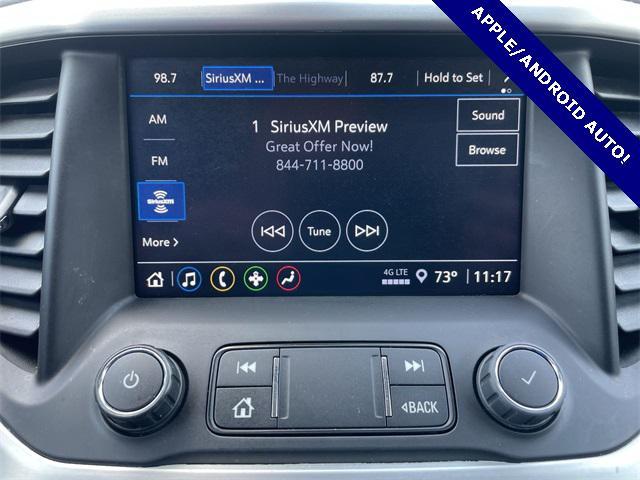 APPLE/ANDROID AUTO!
98.7 SiriusXM ... The Highway 87.7 Hold to Set
AM
1 SiriusXM Preview
Sound
Great Offer Now!
Browse
FM
844-711-8800
SiriusXM
Tune
More >
4G LTE 73° 11:17
BACK